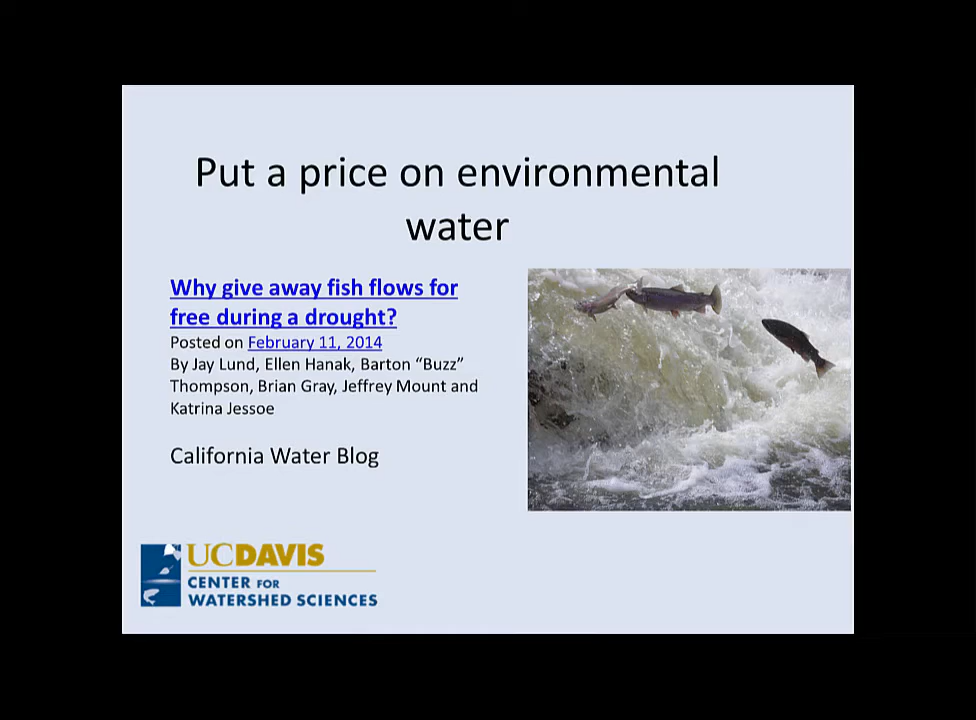 Put a price on environmental
water
Why give away fish flows for
free during a drought?
Posted on February 11, 2014
By Jay Lund, Ellen Hanak, Barton “Buzz”
Thompson, Brian Gray, Jeffrey Mount and
Katrina Jessoe
California Water Blog
UCDAVIS
CENTER FOR
WATERSHED SCIENCES